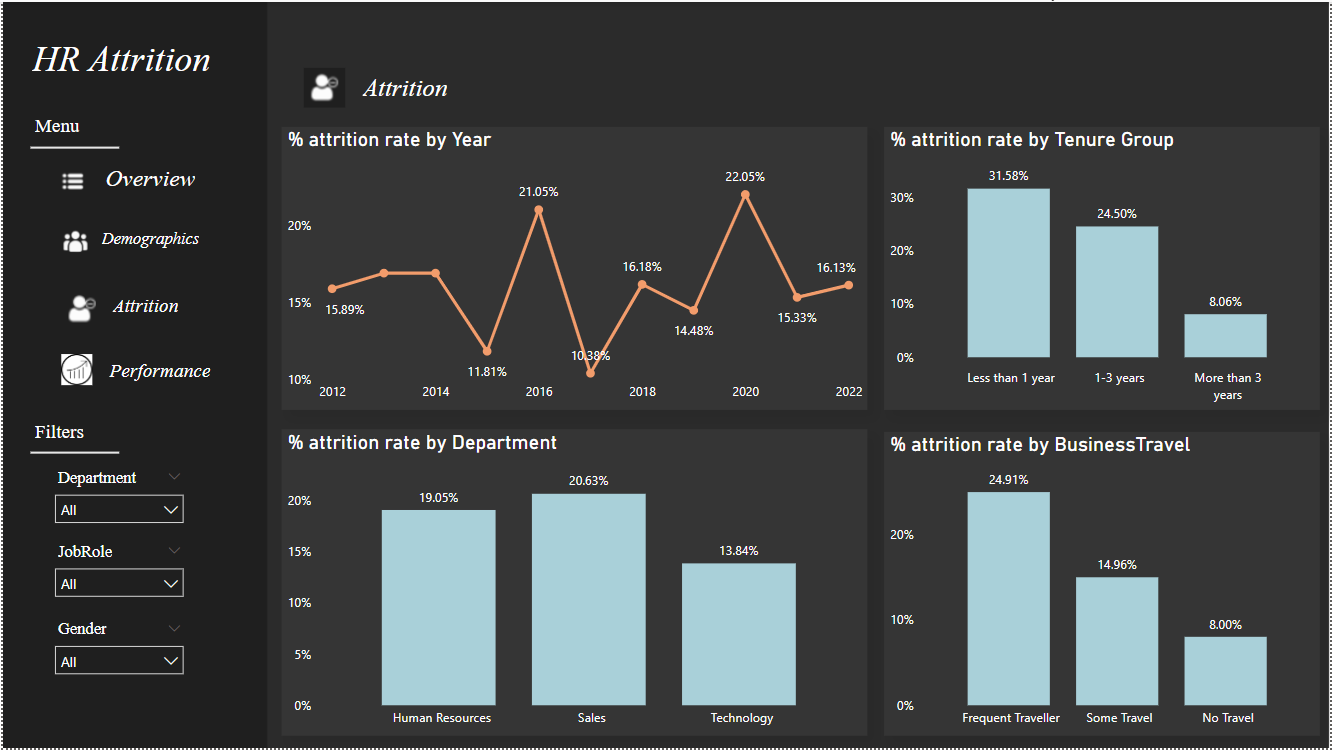 HR Attrition
Menu
Overview
Demographics
Attrition
Performance
Filters
Department
All
JobRole
All
Gender
All
Attrition
% attrition rate by Year
20%
15%
10%
15.89%
11.81%
21.05%
10.38%
16.18%
14.48%
22.05%
15.33%
16.13%
2012
2014
2016
2018
2020
2022
% attrition rate by Tenure Group
30%
20%
10%
0%
31.58%
24.50%
8.06%
Less than 1 year
1-3 years
More than 3
years
% attrition rate by Department
20%
15%
10%
5%
0%
19.05%
20.63%
13.84%
Human Resources
Sales
Technology
% attrition rate by BusinessTravel
20%
10%
0%
24.91%
14.96%
8.00%
Frequent Traveller
Some Travel
No Travel